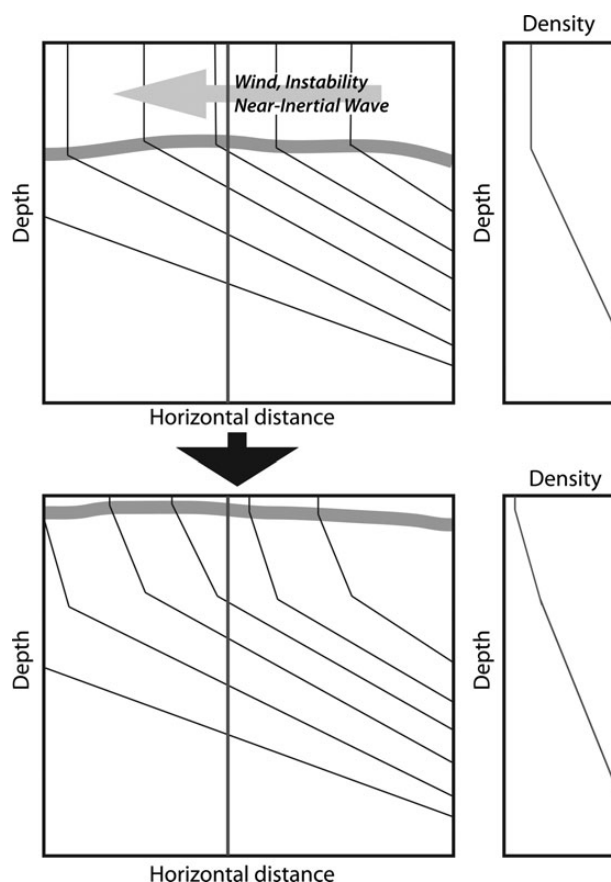 Density
Wind, Instability
Near-Inertial Wave
Depth
Depth
Horizontal distance
Density
Depth
Depth
Horizontal distance